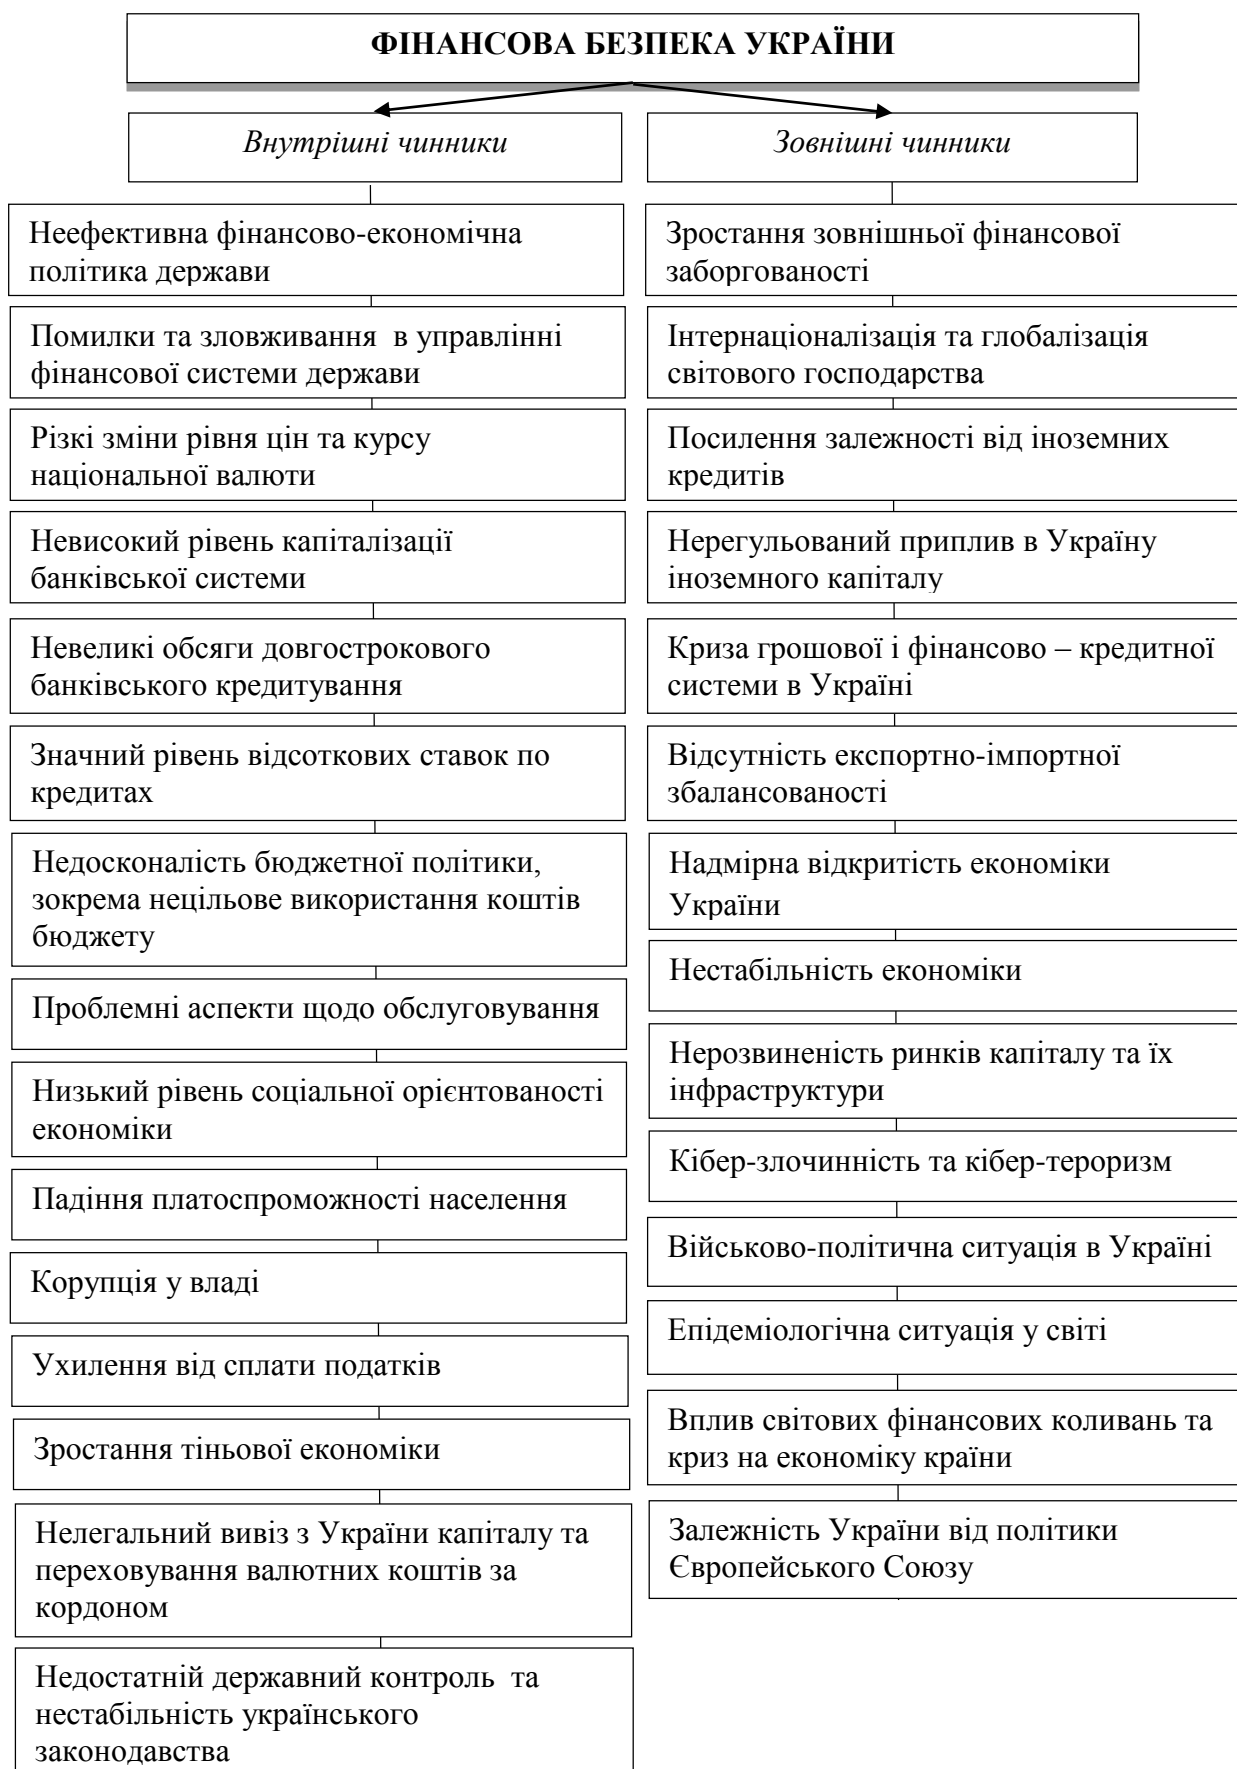 ФІНАНСОВА БЕЗПЕКА УКРАЇНИ
Внутрішні чинники
Неефективна фінансово-економічна
політика держави
Помилки та зловживання  в управлінні
фінансової системи держави
Різкі зміни рівня цін та курсу
національної валюти
Невисокий рівень капіталізації
банківської системи
Невеликі обсяги довгострокового
банківського кредитування
Значний рівень відсоткових ставок по
кредитах
Недосконалість бюджетної політики,
зокрема нецільове використання коштів
бюджету
Проблемні аспекти щодо обслуговування
Низький рівень соціальної орієнтованості
економіки
Падіння платоспроможності населення
Корупція у владі
Ухилення від сплати податків
Зростання тіньової економіки
Нелегальний вивіз з України капіталу та
переховування валютних коштів за
кордоном
Недостатній державний контроль  та
нестабільність українського
законодавства
Зовнішні чинники
Зростання зовнішньої фінансової
заборгованості
Інтернаціоналізація та глобалізація
світового господарства
Посилення залежності від іноземних
кредитів
Нерегульований приплив в Україну
іноземного капіталу
Криза грошової і фінансово – кредитної
системи в Україні
Відсутність експортно-імпортної
збалансованості
Надмірна відкритість економіки
України
Нестабільність економіки
Нерозвиненість ринків капіталу та їх
інфраструктури
Кібер-злочинність та кібер-тероризм
Військово-політична ситуація в Україні
Епідеміологічна ситуація у світі
Вплив світових фінансових коливань та
криз на економіку країни
Залежність України від політики
Європейського Союзу